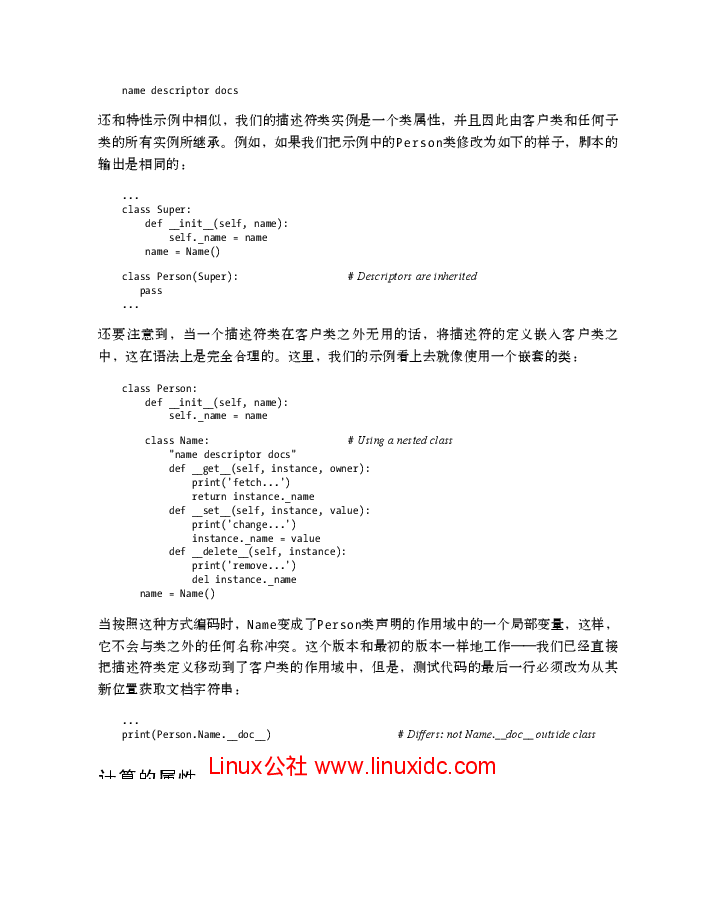 name descriptor docs
还和特性示例中相似，我们的描述符类实例是一个类属性，并且因此由客户类和任何子
类的所有实例所继承。例如，如果我们把示例中的Person类修改为如下的样子，脚本的
输出是相同的：
...
class Super:
    def __init__(self, name):
        self._name = name
    name = Name()
class Person(Super):                   # Descriptors are inherited
   pass
...
还要注意到，当一个描述符类在客户类之外无用的话，将描述符的定义嵌入客户类之
中，这在语法上是完全合理的。这里，我们的示例看上去就像使用一个嵌套的类：
class Person:
    def __init__(self, name):
        self._name = name
    class Name:                        # Using a nested class
        "name descriptor docs"
        def __get__(self, instance, owner):
            print('fetch...')
            return instance._name
        def __set__(self, instance, value):
            print('change...')
            instance._name = value
        def __delete__(self, instance):
            print('remove...')
            del instance._name
   name = Name()
当按照这种方式编码时，Name变成了Person类声明的作用域中的一个局部变量，这样，
它不会与类之外的任何名称冲突。这个版本和最初的版本一样地工作——我们已经直接
把描述符类定义移动到了客户类的作用域中，但是，测试代码的最后一行必须改为从其
新位置获取文档字符串：
...
print(Person.Name.__doc__)                      # Differs: not Name.__doc__ outside class
计算的属性
Linux公社 www.linuxidc.com